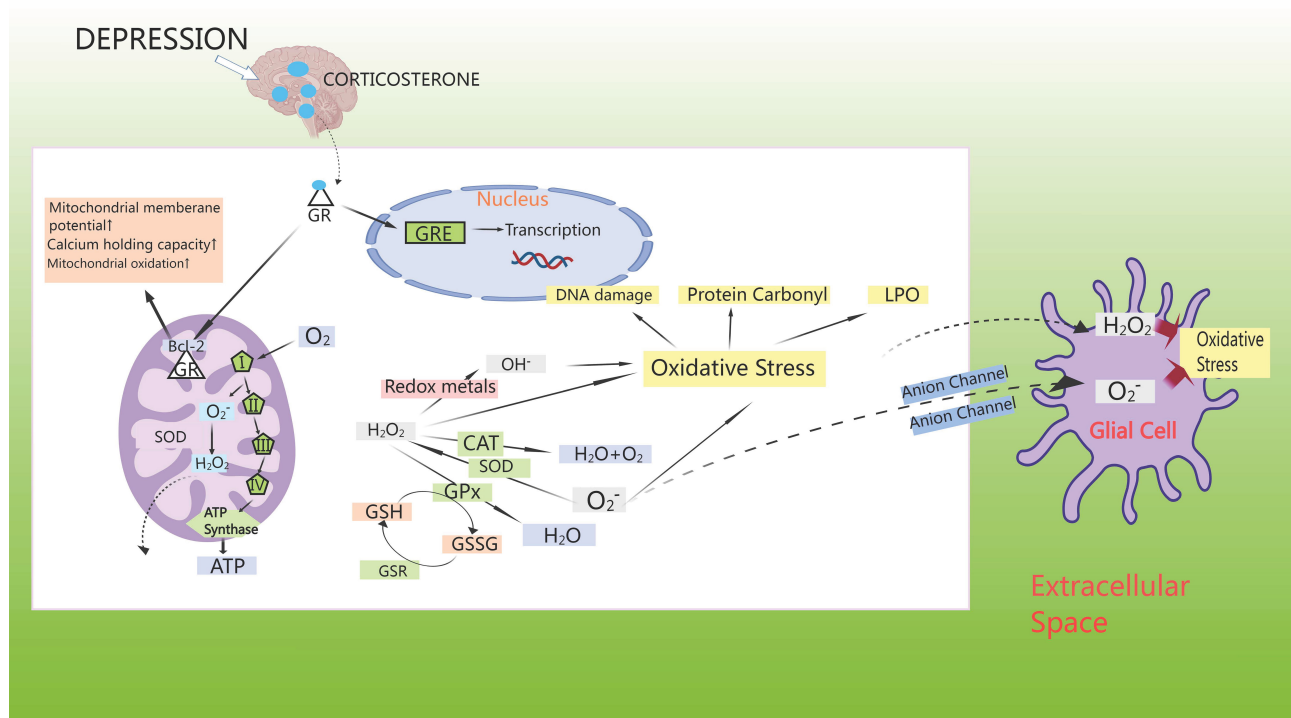 DEPRESSION
CORTICOSTERONE
GR
Nucleus
GRE
Transcription
Mitochondrial memberane
potential↑
Calcium holding capacity↑
Mitochondrial oxidation↑
Bcl-2
GR
O₂
I
II
III
IV
O₂⁻
SOD
H₂O₂
ATP
Synthase
ATP
DNA damage
Protein Carbonyl
LPO
Oxidative Stress
OH⁻
Redox metals
H₂O₂
CAT
H₂O+O₂
SOD
GPx
O₂⁻
H₂O
GSH
GSSG
GSR
Anion Channel
Anion Channel
H₂O₂
O₂⁻
Oxidative
Stress
Glial Cell
Extracellular
Space